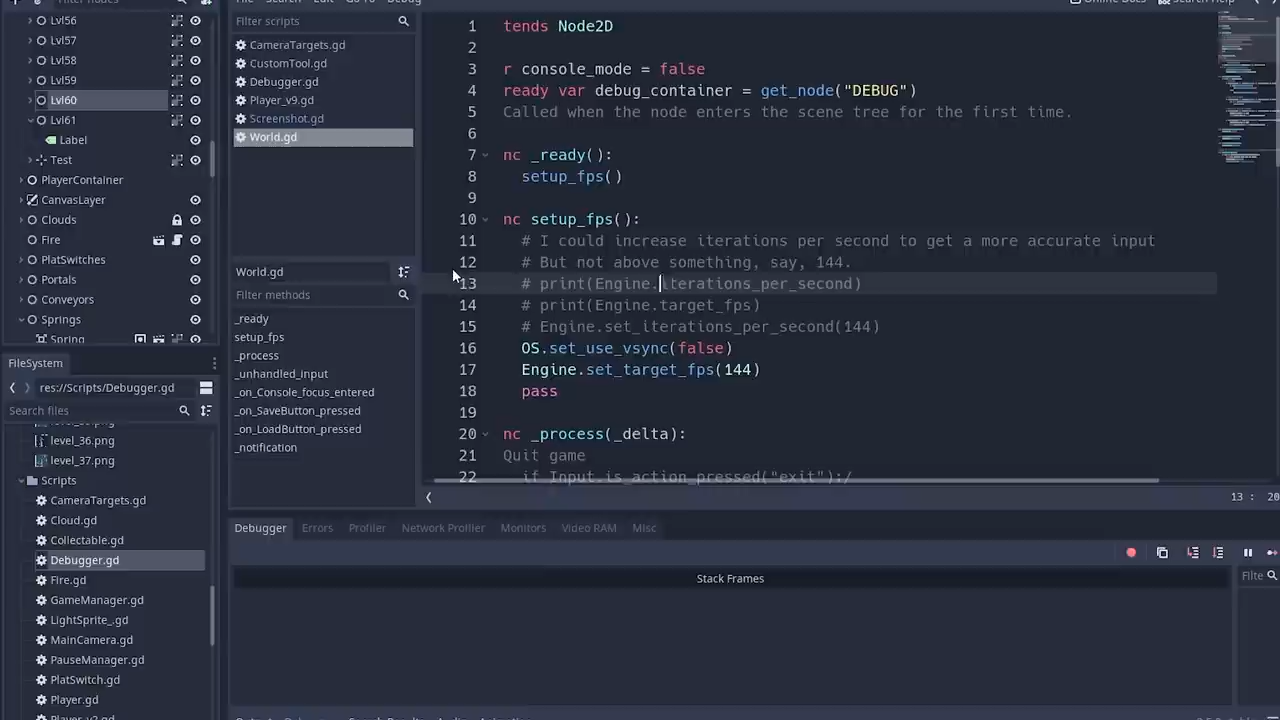 Lvl56
Lvl57
Lvl58
Lvl59
Lvl60
Lvl61
Label
Test
PlayerContainer
CanvasLayer
Clouds
Fire
PlatSwitches
Portals
Conveyors
Springs
Spring
FileSystem
res://Scripts/Debugger.gd
Search files
level_36.png
level_37.png
Scripts
CameraTargets.gd
Cloud.gd
Collectable.gd
Debugger.gd
Fire.gd
GameManager.gd
LightSprite_.gd
MainCamera.gd
PauseManager.gd
PlatSwitch.gd
Player.gd
Filter scripts
CameraTargets.gd
CustomTool.gd
Debugger.gd
Player_v9.gd
Screenshot.gd
World.gd
World.gd
Filter methods
_ready
setup_fps
_process
_unhandled_input
_on_Console_focus_entered
_on_SaveButton_pressed
_on_LoadButton_pressed
_notification
1 tends Node2D
2
3 r console_mode = false
4 ready var debug_container = get_node("DEBUG")
5 Called when the node enters the scene tree for the first time.
6
7 nc _ready():
8 setup_fps()
9
10 nc setup_fps():
11 # I could increase iterations per second to get a more accurate input
12 # But not above something, say, 144.
13 # print(Engine.iterations_per_second)
14 # print(Engine.target_fps)
15 # Engine.set_iterations_per_second(144)
16 OS.set_use_vsync(false)
17 Engine.set_target_fps(144)
18 pass
19
20 nc _process(_delta):
21 Quit game
22 if Input.is_action_pressed("exit"):/
13 : 20
Debugger Errors Profiler Network Profiler Monitors Video RAM Misc
Stack Frames
Filte